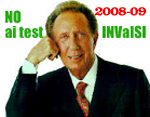 NO 2008-09
ai test INValSI